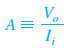 A ≡ V_o / I_i